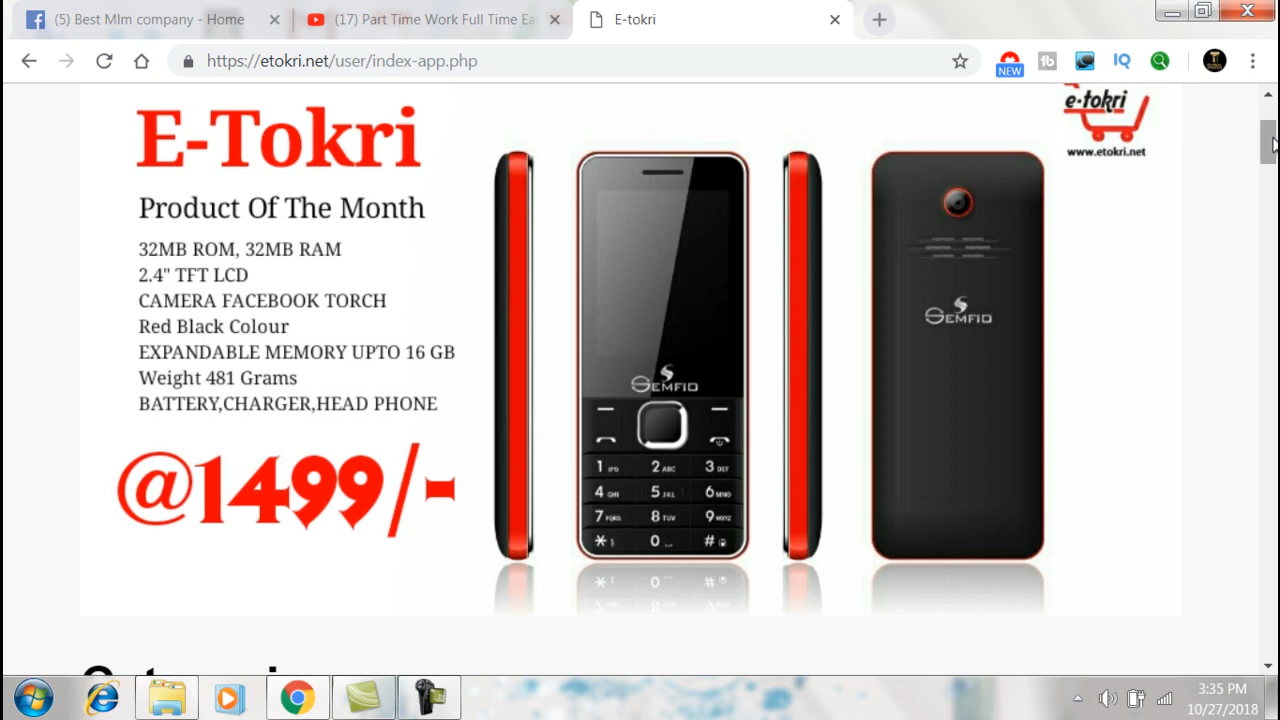 (5) Best Mlm company - Home
(17) Part Time Work Full Time Ea
E-tokri
https://etokri.net/user/index-app.php
NEW
tb
IQ
E-Tokri
e-tokri
www.etokri.net
Product Of The Month
32MB ROM, 32MB RAM
2.4" TFT LCD
CAMERA FACEBOOK TORCH
Red Black Colour
EXPANDABLE MEMORY UPTO 16 GB
Weight 481 Grams
BATTERY,CHARGER,HEAD PHONE
@1499/-
SEMFIO
SEMFIO
1 2 ABC 3 DEF
4 GHI 5 JKL 6 MNO
7 PQRS 8 TUV 9 WXYZ
* 0 #
3:35 PM
10/27/2018